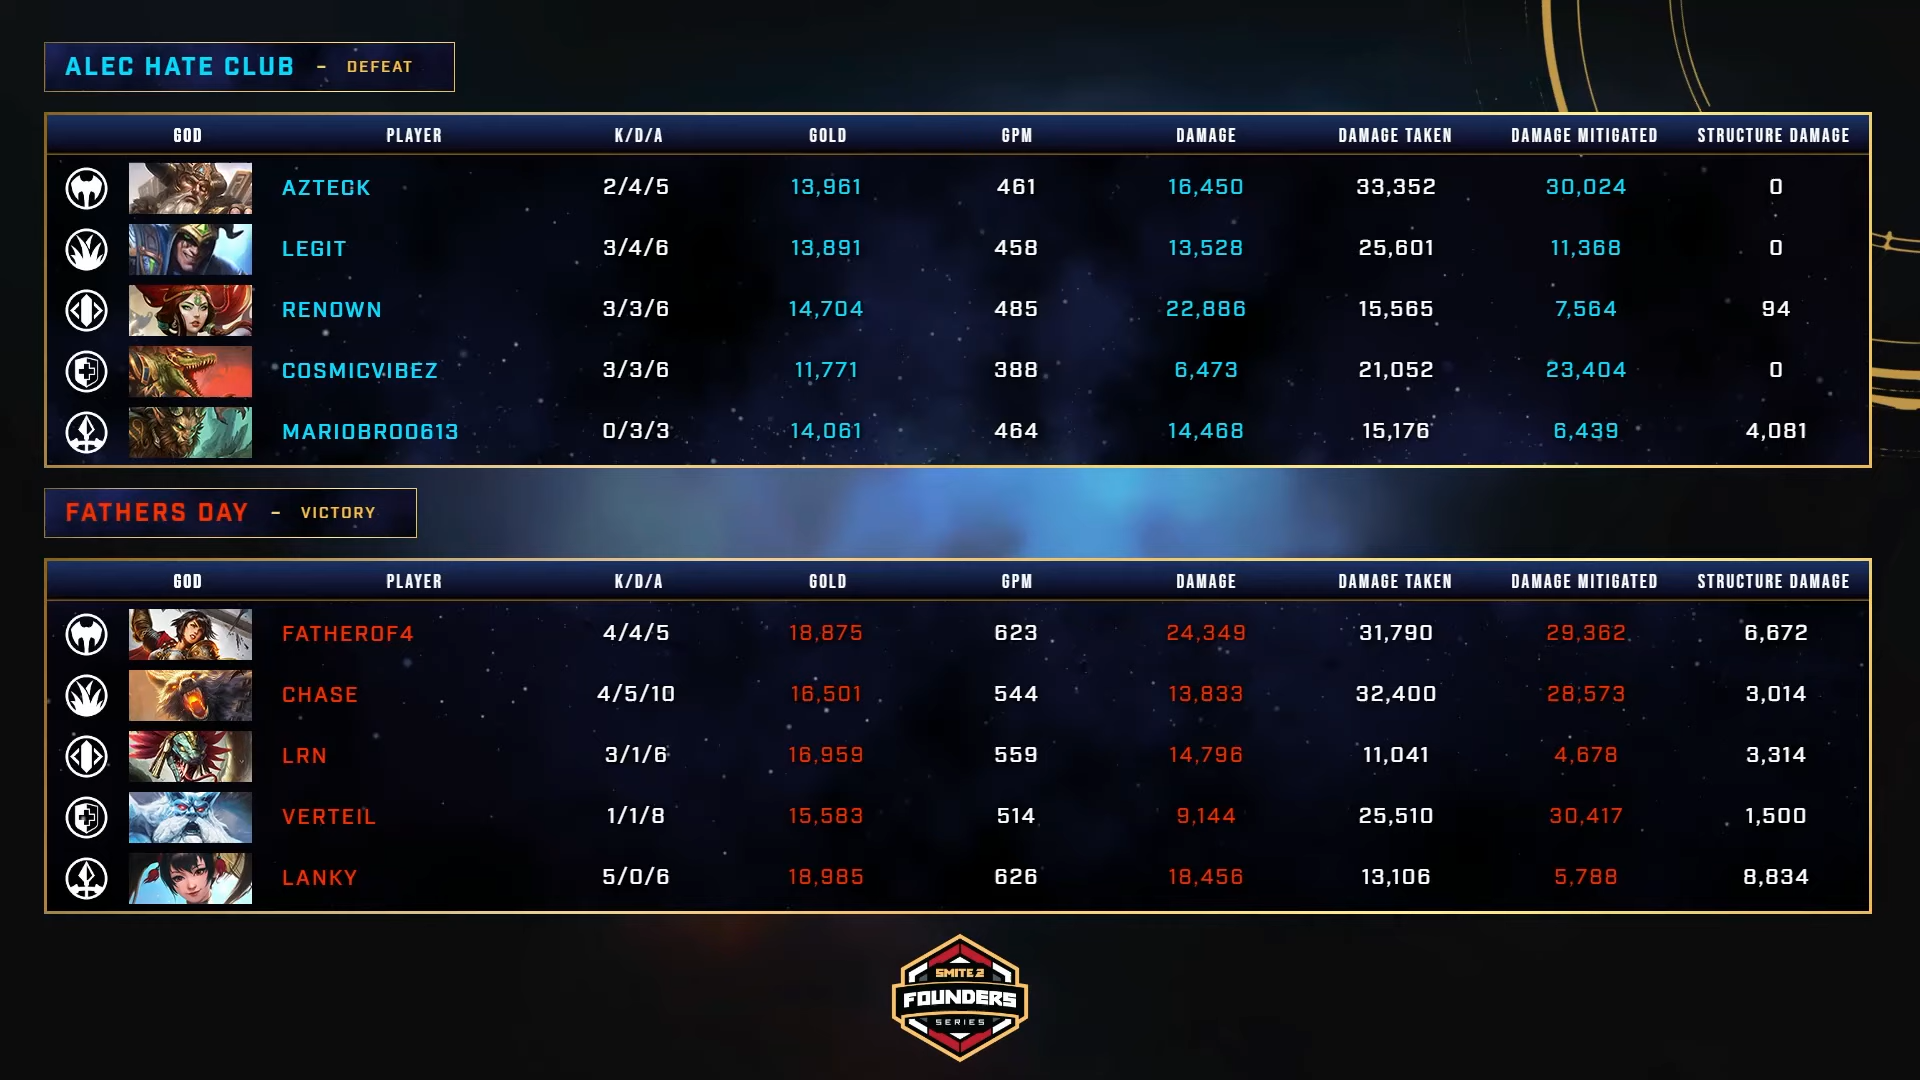 ALEC HATE CLUB - DEFEAT
GOD PLAYER K/D/A GOLD GPM DAMAGE DAMAGE TAKEN DAMAGE MITIGATED STRUCTURE DAMAGE
AZTECK 2/4/5 13,961 461 16,450 33,352 30,024 0
LEGIT 3/4/6 13,891 458 13,528 25,601 11,368 0
RENOWN 3/3/6 14,704 485 22,886 15,565 7,564 94
COSMICVIBEZ 3/3/6 11,771 388 6,473 21,052 23,404 0
MARIOBRO0613 0/3/3 14,061 464 14,468 15,176 6,439 4,081
FATHERS DAY - VICTORY
GOD PLAYER K/D/A GOLD GPM DAMAGE DAMAGE TAKEN DAMAGE MITIGATED STRUCTURE DAMAGE
FATHEROF4 4/4/5 18,875 623 24,349 31,790 29,362 6,672
CHASE 4/5/10 16,501 544 13,833 32,400 28,573 3,014
LRN 3/1/6 16,959 559 14,796 11,041 4,678 3,314
VERTEIL 1/1/8 15,583 514 9,144 25,510 30,417 1,500
LANKY 5/0/6 18,985 626 18,456 13,106 5,788 8,834
SMITE 2
FOUNDERS
SERIES